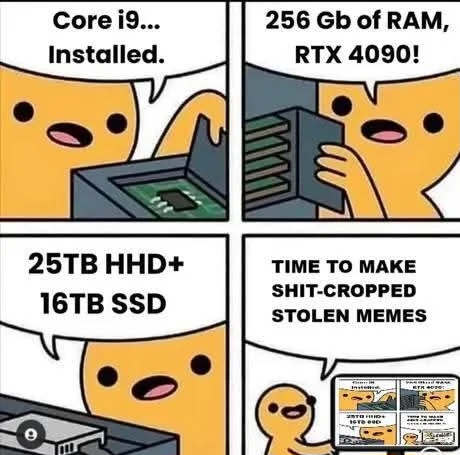 Core i9...
Installed.
256 Gb of RAM,
RTX 4090!
25TB HHD+
16TB SSD
TIME TO MAKE
SHIT-CROPPED
STOLEN MEMES